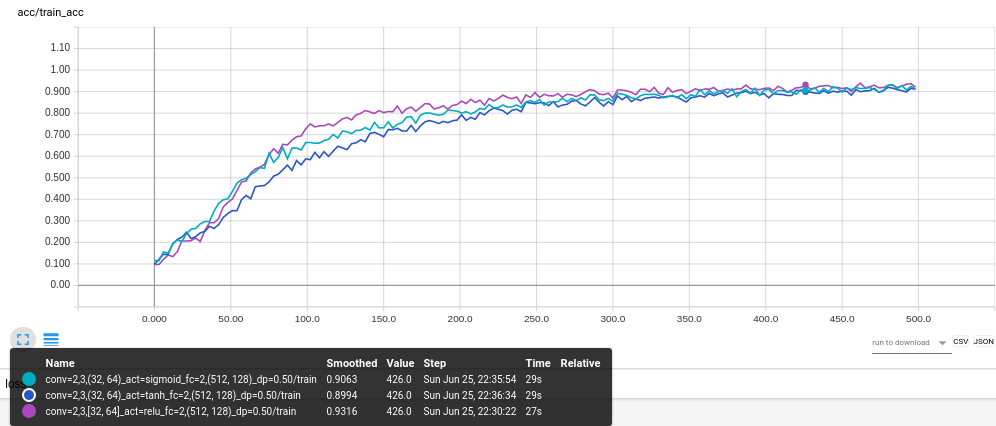 acc/train_acc
1.10
1.00
0.900
0.800
0.700
0.600
0.500
0.400
0.300
0.200
0.100
0.00
0.000 50.00 100.0 150.0 200.0 250.0 300.0 350.0 400.0 450.0 500.0
run to download CSV JSON
Name Smoothed Value Step Time Relative
conv=2,3,(32, 64)_act=sigmoid_fc=2,(512, 128)_dp=0.50/train 0.9063 426.0 Sun Jun 25, 22:35:54 29s
conv=2,3,(32, 64)_act=tanh_fc=2,(512, 128)_dp=0.50/train 0.8994 426.0 Sun Jun 25, 22:36:34 29s
conv=2,3,[32, 64]_act=relu_fc=2,(512, 128)_dp=0.50/train 0.9316 426.0 Sun Jun 25, 22:30:22 27s